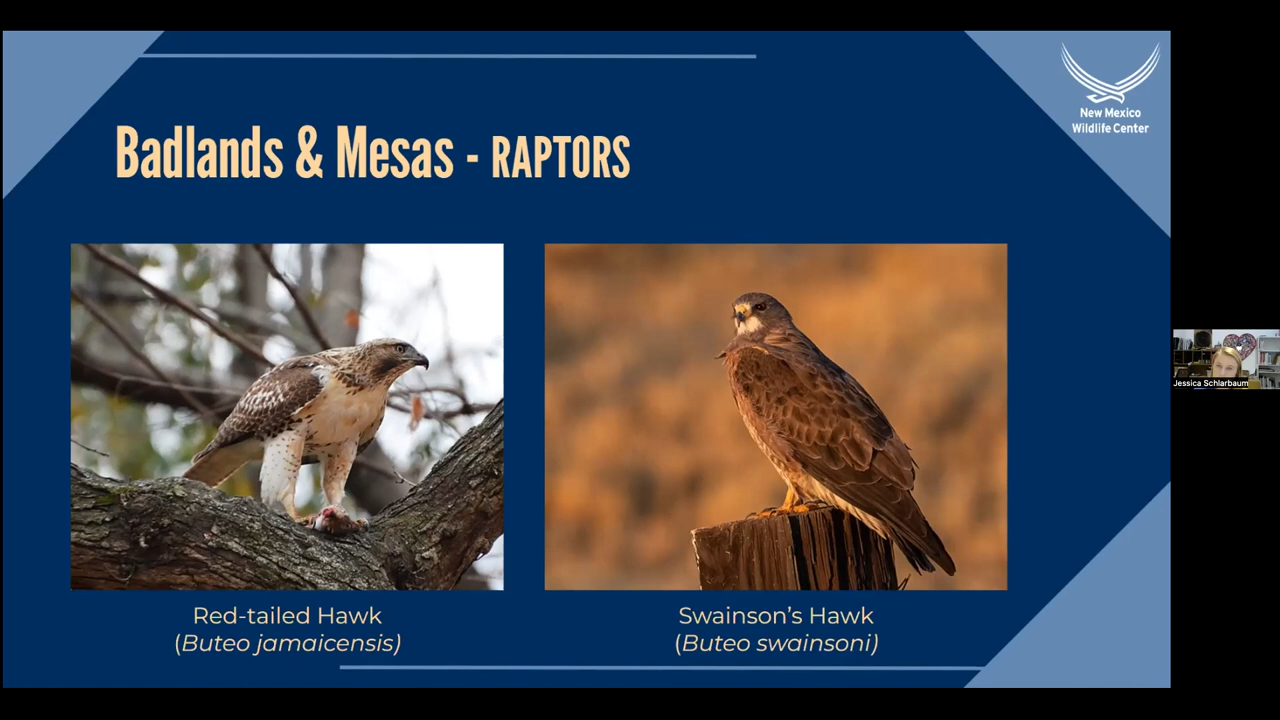 New Mexico
Wildlife Center
Badlands & Mesas - RAPTORS
Red-tailed Hawk
(Buteo jamaicensis)
Swainson’s Hawk
(Buteo swainsoni)
Jessica Schlarbaum